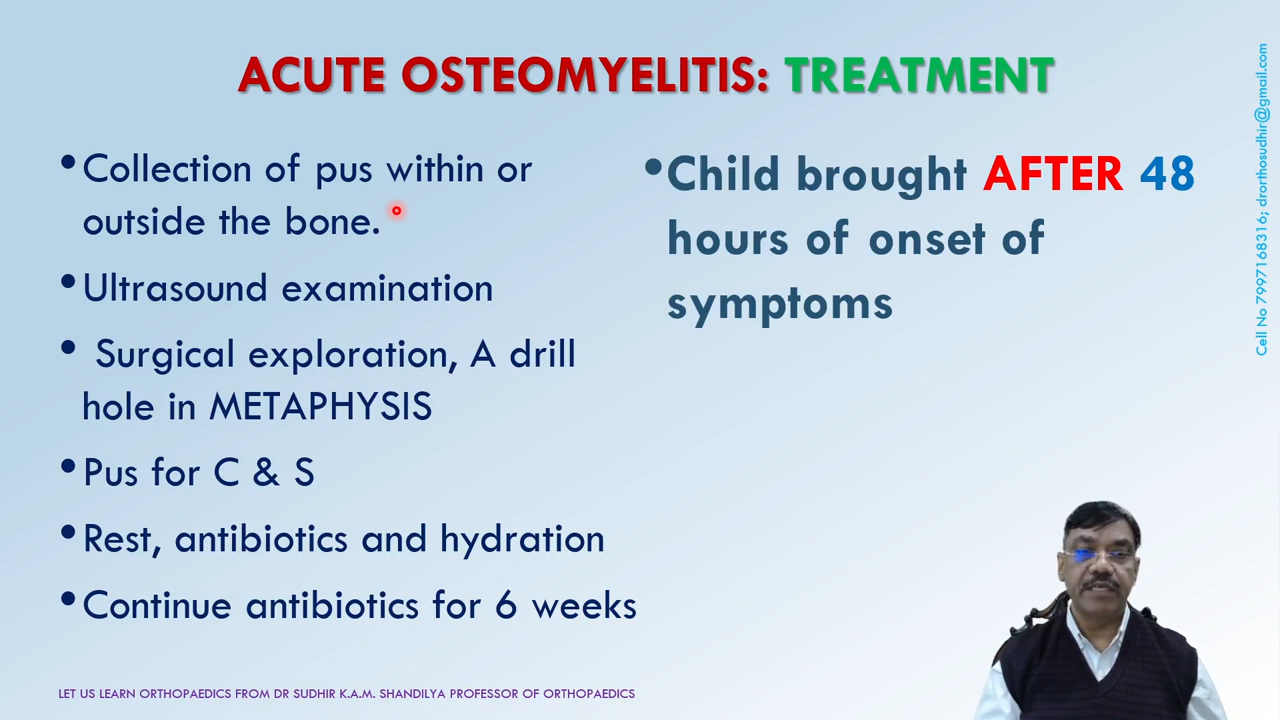 ACUTE OSTEOMYELITIS: TREATMENT
•Collection of pus within or
outside the bone.
•Ultrasound examination
• Surgical exploration, A drill
hole in METAPHYSIS
•Pus for C & S
•Rest, antibiotics and hydration
•Continue antibiotics for 6 weeks
•Child brought AFTER 48
hours of onset of
symptoms
Cell No 7997168316; drorthosudhir@gmail.com
LET US LEARN ORTHOPAEDICS FROM DR SUDHIR K.A.M. SHANDILYA PROFESSOR OF ORTHOPAEDICS